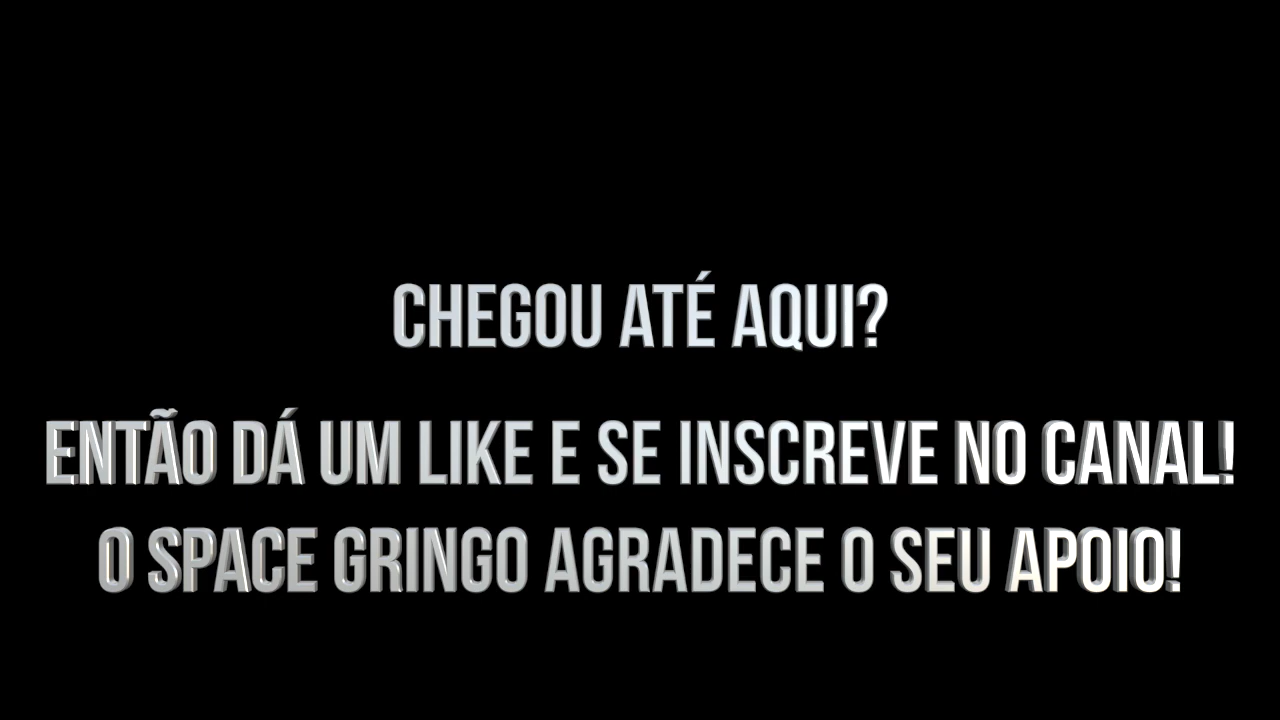 CHEGOU ATÉ AQUI?
ENTÃO DÁ UM LIKE E SE INSCREVE NO CANAL!
O SPACE GRINGO AGRADECE O SEU APOIO!